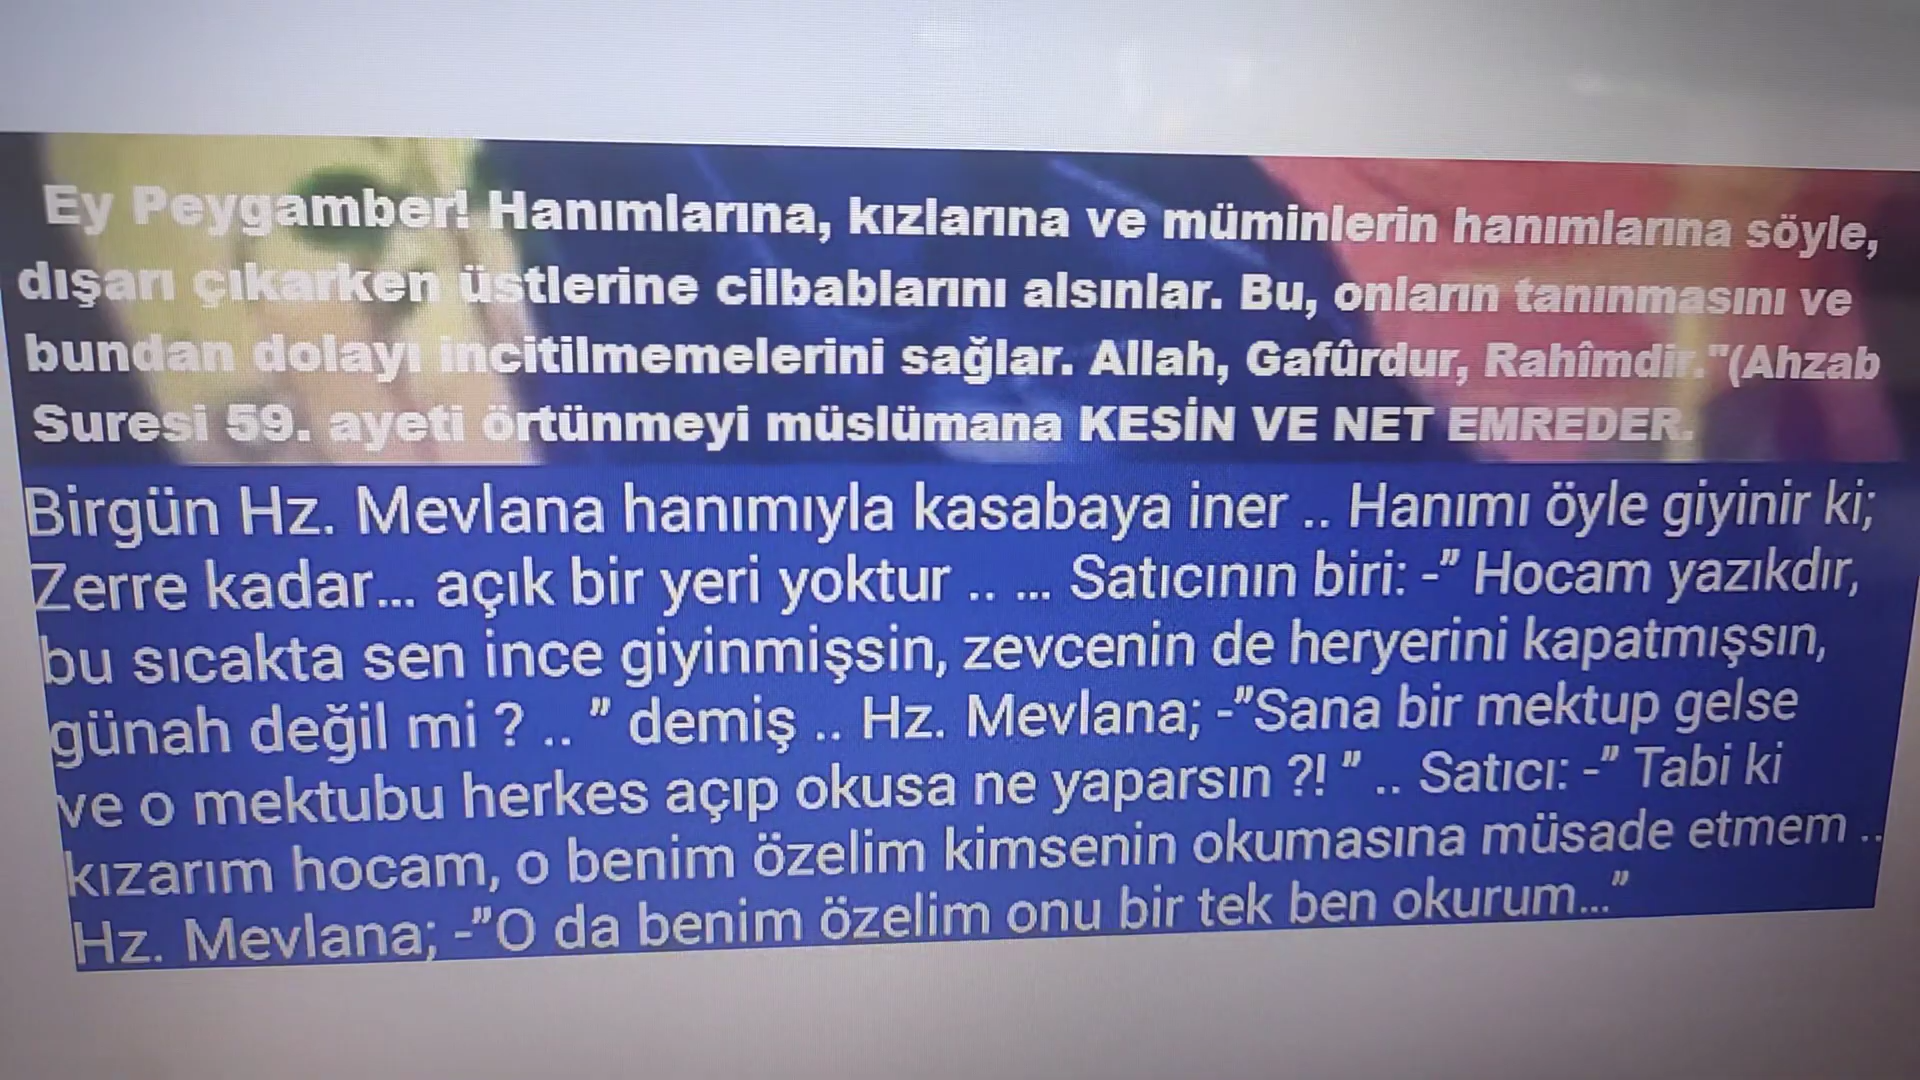 Ey Peygamber! Hanımlarına, kızlarına ve müminlerin hanımlarına söyle,
dışarı çıkarken üstlerine cilbablarını alsınlar. Bu, onların tanınmasını ve
bundan dolayı incitilmemelerini sağlar. Allah, Gafûrdur, Rahîmdir."(Ahzab
Suresi 59. ayeti örtünmeyi müslümana KESİN VE NET EMREDER.
Birgün Hz. Mevlana hanımıyla kasabaya iner .. Hanımı öyle giyinir ki;
Zerre kadar... açık bir yeri yoktur .. ... Satıcının biri: -” Hocam yazıkdır,
bu sıcakta sen ince giyinmişsin, zevcenin de heryerini kapatmışsın,
günah değil mi ? .. ” demiş .. Hz. Mevlana; -”Sana bir mektup gelse
ve o mektubu herkes açıp okusa ne yaparsın ?! ” .. Satıcı: -” Tabi ki
kızarım hocam, o benim özelim kimsenin okumasına müsade etmem ..
Hz. Mevlana; -”O da benim özelim onu bir tek ben okurum...”